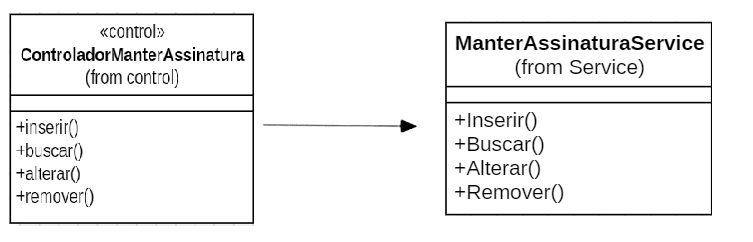 «control»
ControladorManterAssinatura
(from control)
+inserir()
+buscar()
+alterar()
+remover()
ManterAssinaturaService
(from Service)
+Inserir()
+Buscar()
+Alterar()
+Remover()